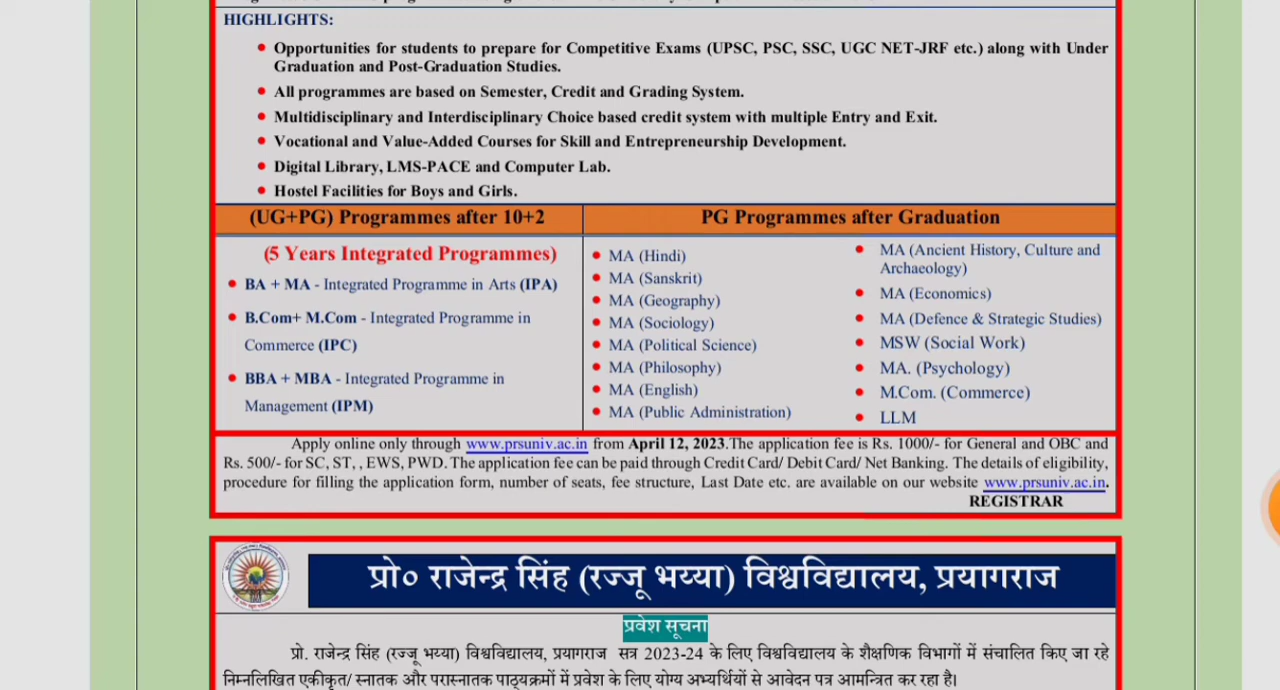 HIGHLIGHTS:
• Opportunities for students to prepare for Competitive Exams (UPSC, PSC, SSC, UGC NET-JRF etc.) along with Under
Graduation and Post-Graduation Studies.
• All programmes are based on Semester, Credit and Grading System.
• Multidisciplinary and Interdisciplinary Choice based credit system with multiple Entry and Exit.
• Vocational and Value-Added Courses for Skill and Entrepreneurship Development.
• Digital Library, LMS-PACE and Computer Lab.
• Hostel Facilities for Boys and Girls.
(UG+PG) Programmes after 10+2
(5 Years Integrated Programmes)
• BA + MA - Integrated Programme in Arts (IPA)
• B.Com+ M.Com - Integrated Programme in
Commerce (IPC)
• BBA + MBA - Integrated Programme in
Management (IPM)
PG Programmes after Graduation
• MA (Hindi)
• MA (Sanskrit)
• MA (Geography)
• MA (Sociology)
• MA (Political Science)
• MA (Philosophy)
• MA (English)
• MA (Public Administration)
• MA (Ancient History, Culture and
Archaeology)
• MA (Economics)
• MA (Defence & Strategic Studies)
• MSW (Social Work)
• MA. (Psychology)
• M.Com. (Commerce)
• LLM
Apply online only through www.prsuniv.ac.in from April 12, 2023.The application fee is Rs. 1000/- for General and OBC and
Rs. 500/- for SC, ST, , EWS, PWD. The application fee can be paid through Credit Card/ Debit Card/ Net Banking. The details of eligibility,
procedure for filling the application form, number of seats, fee structure, Last Date etc. are available on our website www.prsuniv.ac.in.
REGISTRAR
प्रो० राजेन्द्र सिंह (रज्जू भय्या) विश्वविद्यालय, प्रयागराज
प्रवेश सूचना
प्रो. राजेन्द्र सिंह (रज्जू भय्या) विश्वविद्यालय, प्रयागराज सत्र 2023-24 के लिए विश्वविद्यालय के शैक्षणिक विभागों में संचालित किए जा रहे
निम्नलिखित एकीकृत/ स्नातक और परास्नातक पाठ्यक्रमों में प्रवेश के लिए योग्य अभ्यर्थियों से आवेदन पत्र आमन्त्रित कर रहा है।